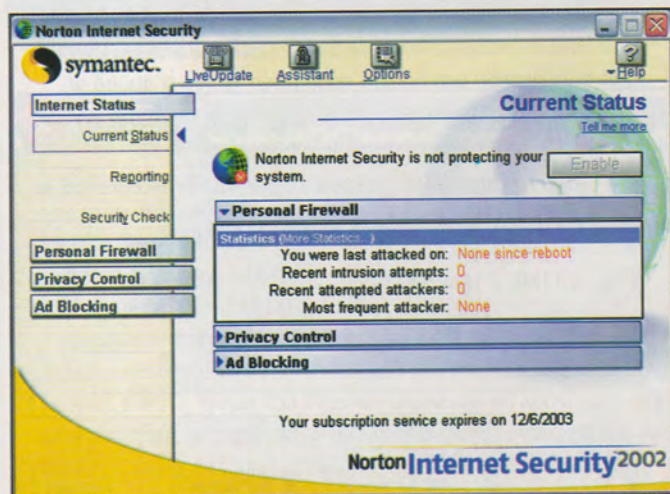 Norton Internet Security
symantec.
LiveUpdate Assistant Options Help
Internet Status
Current Status
Reporting
Security Check
Personal Firewall
Privacy Control
Ad Blocking
Current Status
Tell me more
Norton Internet Security is not protecting your
system.
Enable
Personal Firewall
Statistics (More Statistics...)
You were last attacked on: None since reboot
Recent intrusion attempts: 0
Recent attempted attackers: 0
Most frequent attacker: None
Privacy Control
Ad Blocking
Your subscription service expires on 12/6/2003
Norton Internet Security 2002